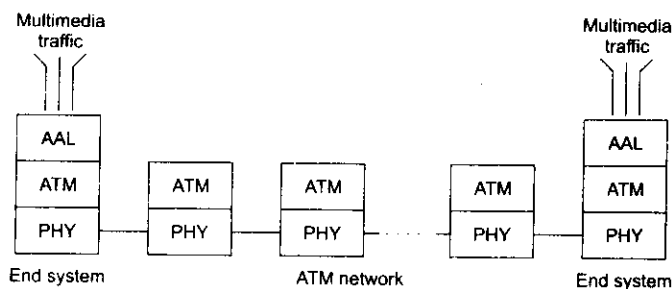 Multimedia
traffic
Multimedia
traffic
AAL
AAL
ATM
ATM
ATM
ATM
ATM
PHY
PHY
PHY
PHY
PHY
End system
ATM network
End system